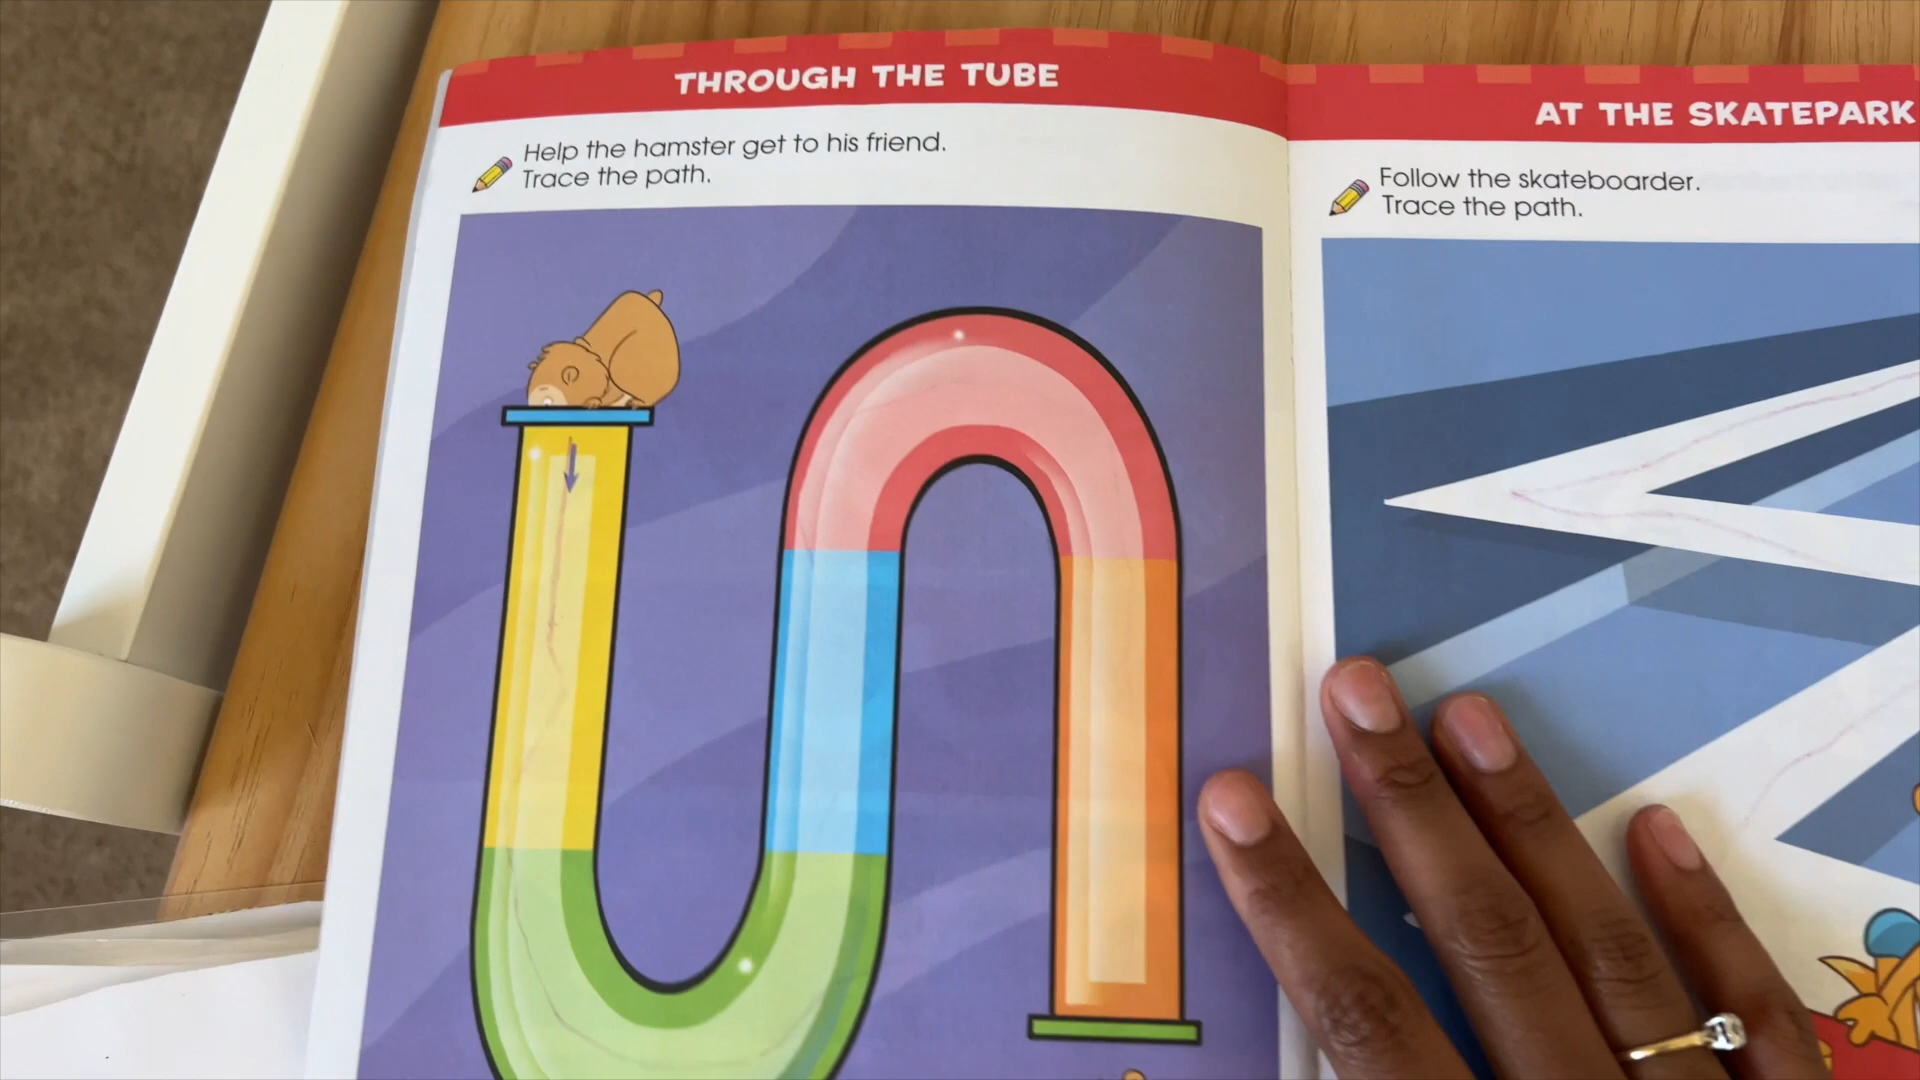 THROUGH THE TUBE
Help the hamster get to his friend.
Trace the path.
AT THE SKATEPARK
Follow the skateboarder.
Trace the path.